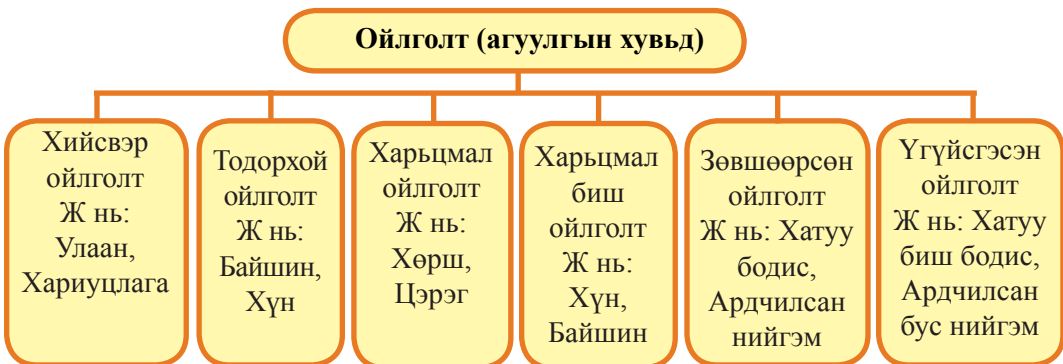 Ойлголт (агуулгын хувьд)
Хийсвэр
ойлголт
Ж нь:
Улаан,
Хариуцлага
Тодорхой
ойлголт
Ж нь:
Байшин,
Хүн
Харьцмал
ойлголт
Ж нь:
Хөрш,
Цэрэг
Харьцмал
биш
ойлголт
Ж нь:
Хүн,
Байшин
Зөвшөөрсөн
ойлголт
Ж нь: Хатуу
бодис,
Ардчилсан
нийгэм
Үгүйсгэсэн
ойлголт
Ж нь: Хатуу
биш бодис,
Ардчилсан
бус нийгэм